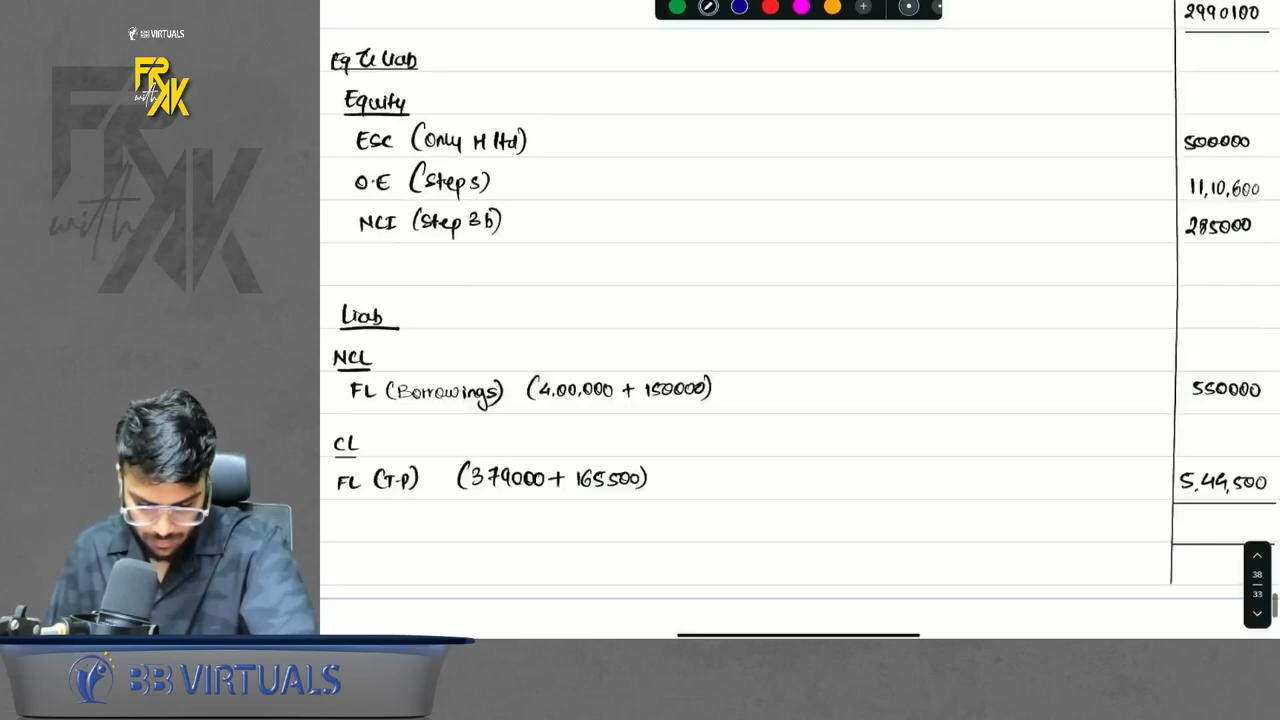 2990100
BB VIRTUALS
FR
with KK
Eq & Liab
Equity
ESC (Only H ltd) 500000
O.E (Step 5) 11,10,600
NCI (Step 3b) 285000
Liab
NCL
FL (Borrowings) (4,00,000 + 150000) 550000
CL
FL (T.P) (379000 + 165500) 5,44,500
38
33
BB VIRTUALS